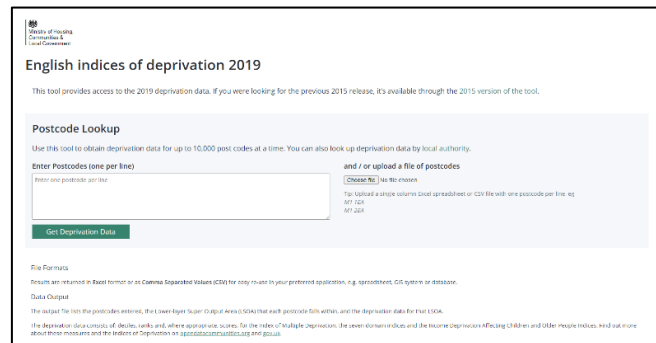 Ministry of Housing,
Communities &
Local Government
English indices of deprivation 2019
This tool provides access to the 2019 deprivation data. If you were looking for the previous 2015 release, it's available through the 2015 version of the tool.
Postcode Lookup
Use this tool to obtain deprivation data for up to 10,000 post codes at a time. You can also look up deprivation data by local authority.
Enter Postcodes (one per line)
and / or upload a file of postcodes
Enter one postcode per line
Choose file No file chosen
Tip: Upload a single column Excel spreadsheet or CSV file with one postcode per line. eg
M1 1EX
M1 2EX
Get Deprivation Data
File Formats
Results are returned in Excel format or as Comma Separated Values (CSV) for easy re-use in your preferred application, e.g. spreadsheet, GIS system or database.
Data Output
The output file lists the postcodes entered, the Lower-layer Super Output Area (LSOA) that each postcode falls within, and the deprivation data for that LSOA.
The deprivation data consists of: deciles, ranks and, where appropriate, scores, for the Index of Multiple Deprivation, the seven domain indices and the Income Deprivation Affecting Children and Older People Indices. Find out more
about these measures and the Indices of Deprivation on opendatacommunities.org and gov.uk.